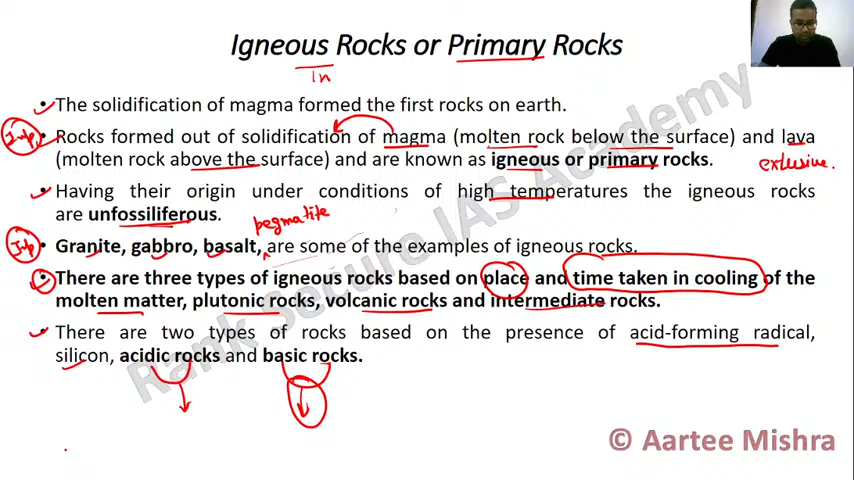 Igneous Rocks or Primary Rocks
In
• The solidification of magma formed the first rocks on earth.
Imp
• Rocks formed out of solidification of magma (molten rock below the surface) and lava
(molten rock above the surface) and are known as igneous or primary rocks.
exlusive.
• Having their origin under conditions of high temperatures the igneous rocks
are unfossiliferous.
pegmatite
Imp
• Granite, gabbro, basalt, are some of the examples of igneous rocks.
• There are three types of igneous rocks based on place and time taken in cooling of the
molten matter, plutonic rocks, volcanic rocks and intermediate rocks.
• There are two types of rocks based on the presence of acid-forming radical,
silicon, acidic rocks and basic rocks.
Rank Secure IAS Academy
© Aartee Mishra